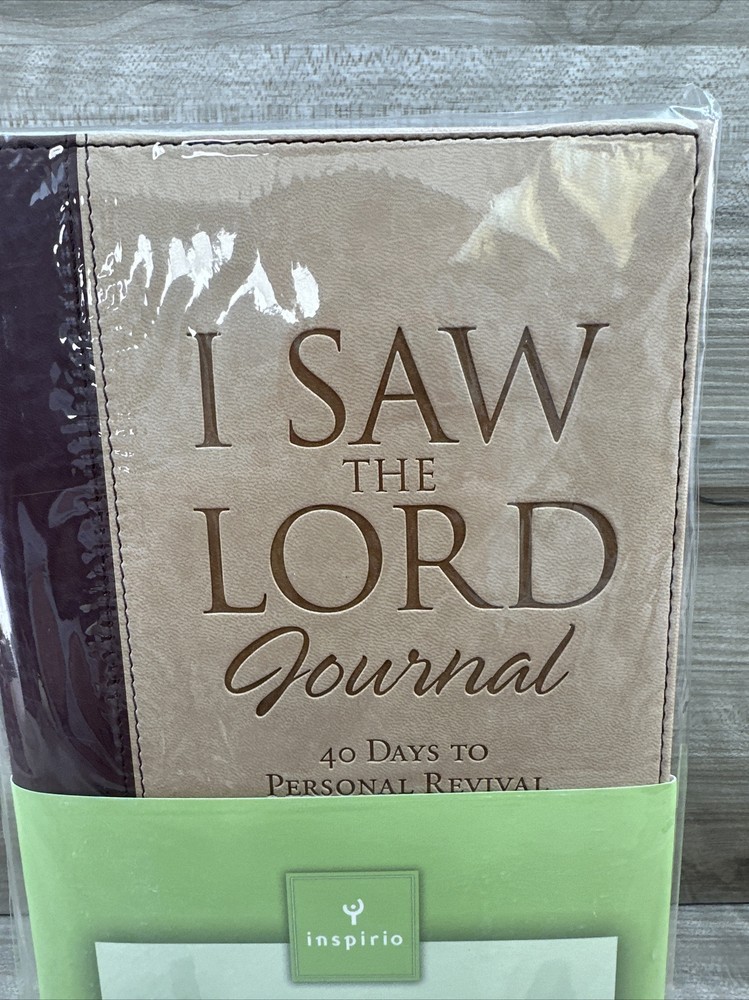 I SAW
THE
LORD
Journal
40 DAYS TO
PERSONAL REVIVAL
inspirio